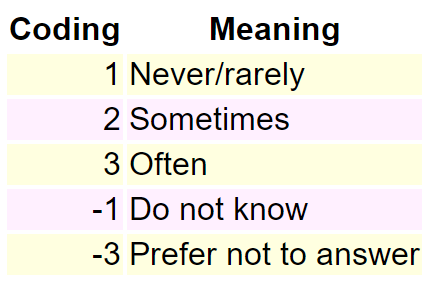 Coding Meaning
1 Never/rarely
2 Sometimes
3 Often
-1 Do not know
-3 Prefer not to answer